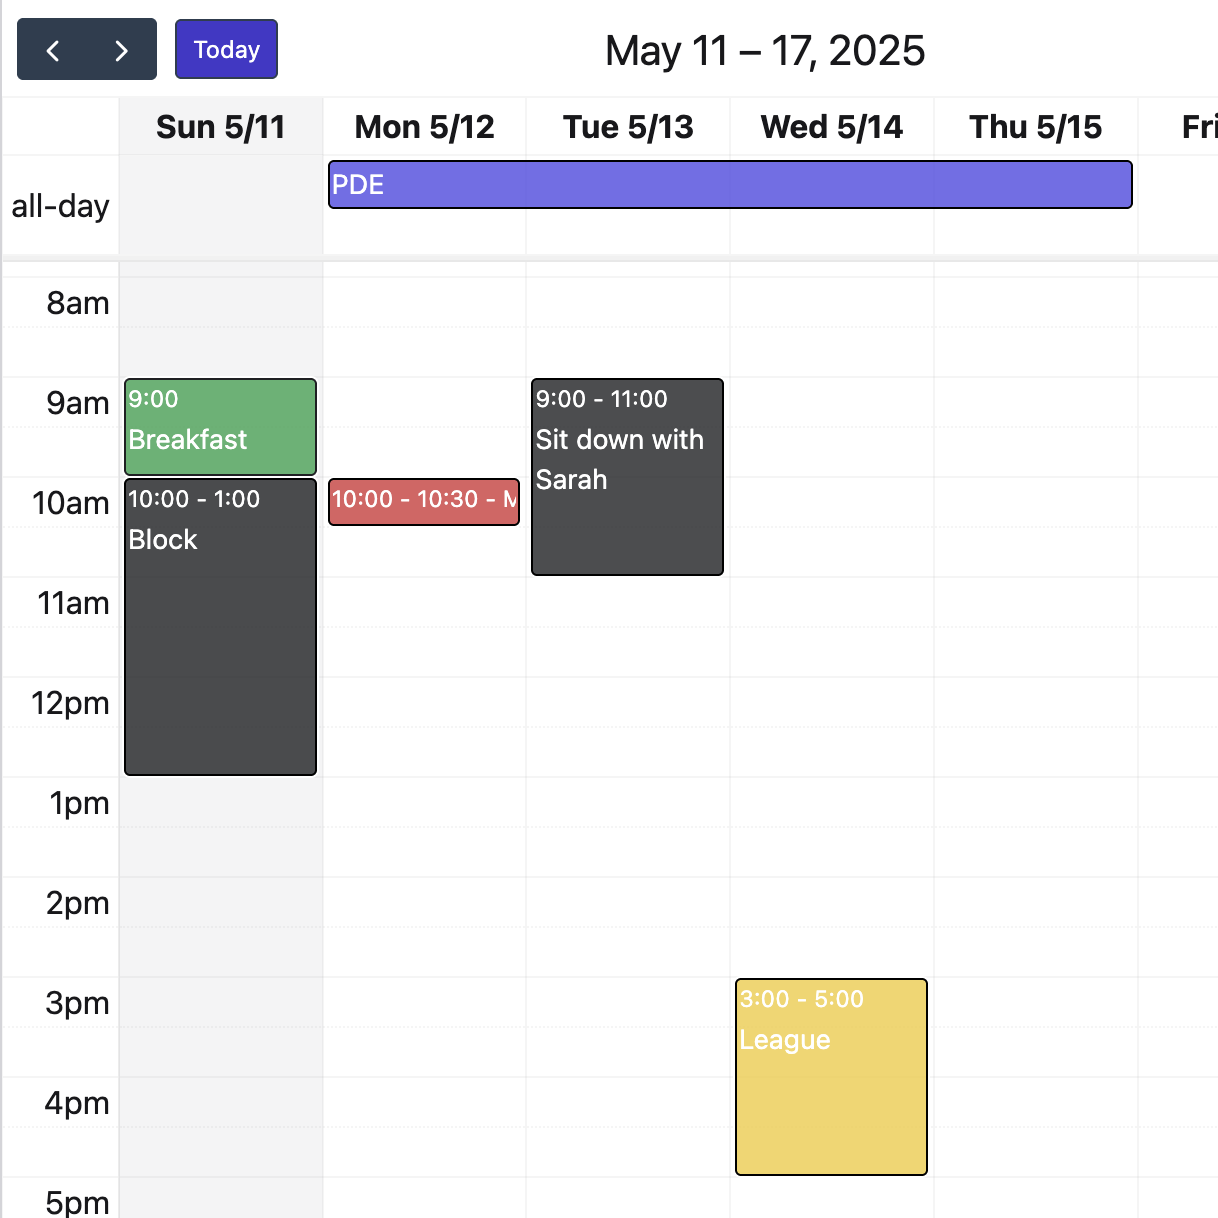 Today
May 11 – 17, 2025
Sun 5/11
Mon 5/12
Tue 5/13
Wed 5/14
Thu 5/15
Fri
all-day
PDE
8am
9am
10am
11am
12pm
1pm
2pm
3pm
4pm
5pm
9:00
Breakfast
10:00 - 1:00
Block
10:00 - 10:30 -
9:00 - 11:00
Sit down with
Sarah
3:00 - 5:00
League